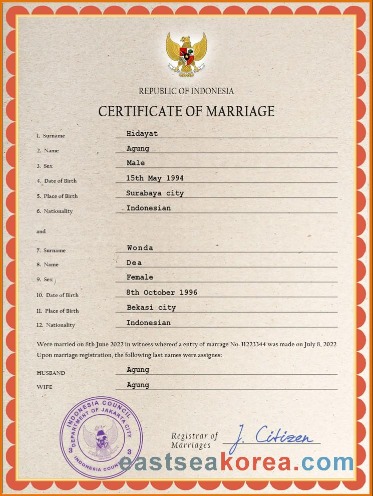 REPUBLIC OF INDONESIA
CERTIFICATE OF MARRIAGE
1. Surname Hidayat
2. Name Agung
3. Sex Male
4. Date of Birth 15th May 1994
5. Place of Birth Surabaya city
6. Nationality Indonesian
and
7. Surname Wonda
8. Name Dea
9. Sex Female
10. Date of Birth 8th October 1996
11. Place of Birth Bekasi city
12. Nationality Indonesian
Were married on 8th June 2022 in witness whereof a entry of marrage No. H223344 was made on July 8, 2022
Upon marriage registration, the following last names were assignes:
HUSBAND Agung
WIFE Agung
INDONESIA COUNCIL
DEPARTMENT OF JAKARTA CITY
INDONESIA COUNCIL
Registrar of Marriages J. Citizen
eastseakorea.com